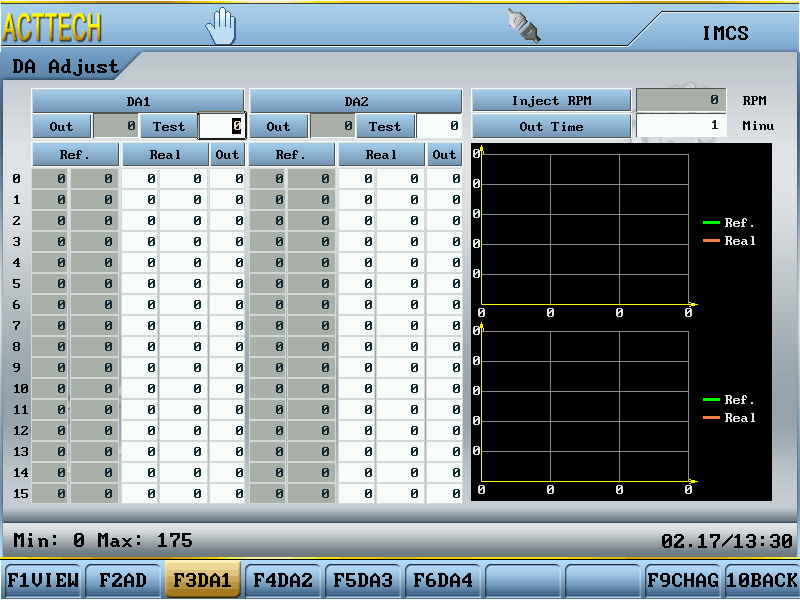 ACTTECH
IMCS
DA Adjust
DA1 DA2 Inject RPM 0 RPM
Out 0 Test 0 Out 0 Test 0 Out Time 1 Minu
Ref. Real Out Ref. Real Out
0 0 0 0 0 0 0 0 0 0 0
1 0 0 0 0 0 0 0 0 0 0
2 0 0 0 0 0 0 0 0 0 0
3 0 0 0 0 0 0 0 0 0 0
4 0 0 0 0 0 0 0 0 0 0
5 0 0 0 0 0 0 0 0 0 0
6 0 0 0 0 0 0 0 0 0 0
7 0 0 0 0 0 0 0 0 0 0
8 0 0 0 0 0 0 0 0 0 0
9 0 0 0 0 0 0 0 0 0 0
10 0 0 0 0 0 0 0 0 0 0
11 0 0 0 0 0 0 0 0 0 0
12 0 0 0 0 0 0 0 0 0 0
13 0 0 0 0 0 0 0 0 0 0
14 0 0 0 0 0 0 0 0 0 0
15 0 0 0 0 0 0 0 0 0 0
0
0
0
0
0
0 0 0 0
Ref.
Real
0
0
0
0
0
0 0 0 0
Ref.
Real
Min: 0 Max: 175 02.17/13:30
F1VIEW F2AD F3DA1 F4DA2 F5DA3 F6DA4 F9CHAG 10BACK